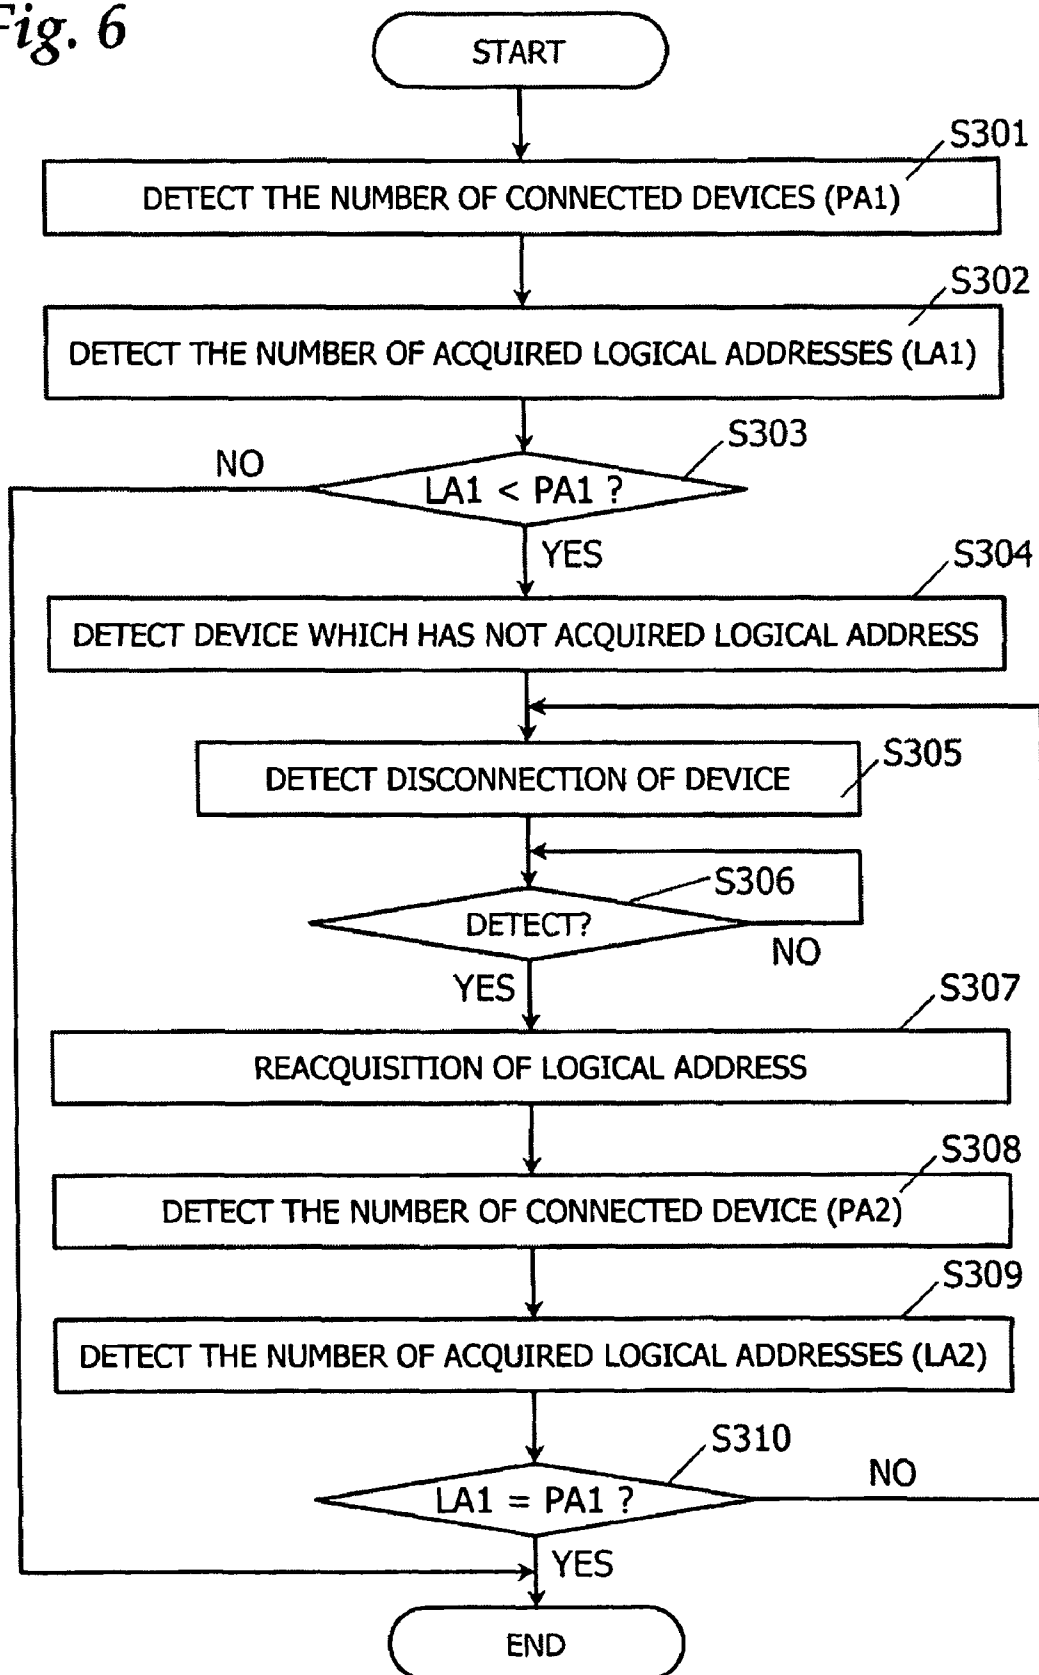 Fig. 6
START
S301
DETECT THE NUMBER OF CONNECTED DEVICES (PA1)
S302
DETECT THE NUMBER OF ACQUIRED LOGICAL ADDRESSES (LA1)
S303
NO
LA1 < PA1 ?
YES
S304
DETECT DEVICE WHICH HAS NOT ACQUIRED LOGICAL ADDRESS
S305
DETECT DISCONNECTION OF DEVICE
S306
DETECT?
NO
YES
S307
REACQUISITION OF LOGICAL ADDRESS
S308
DETECT THE NUMBER OF CONNECTED DEVICE (PA2)
S309
DETECT THE NUMBER OF ACQUIRED LOGICAL ADDRESSES (LA2)
S310
LA1 = PA1 ?
NO
YES
END